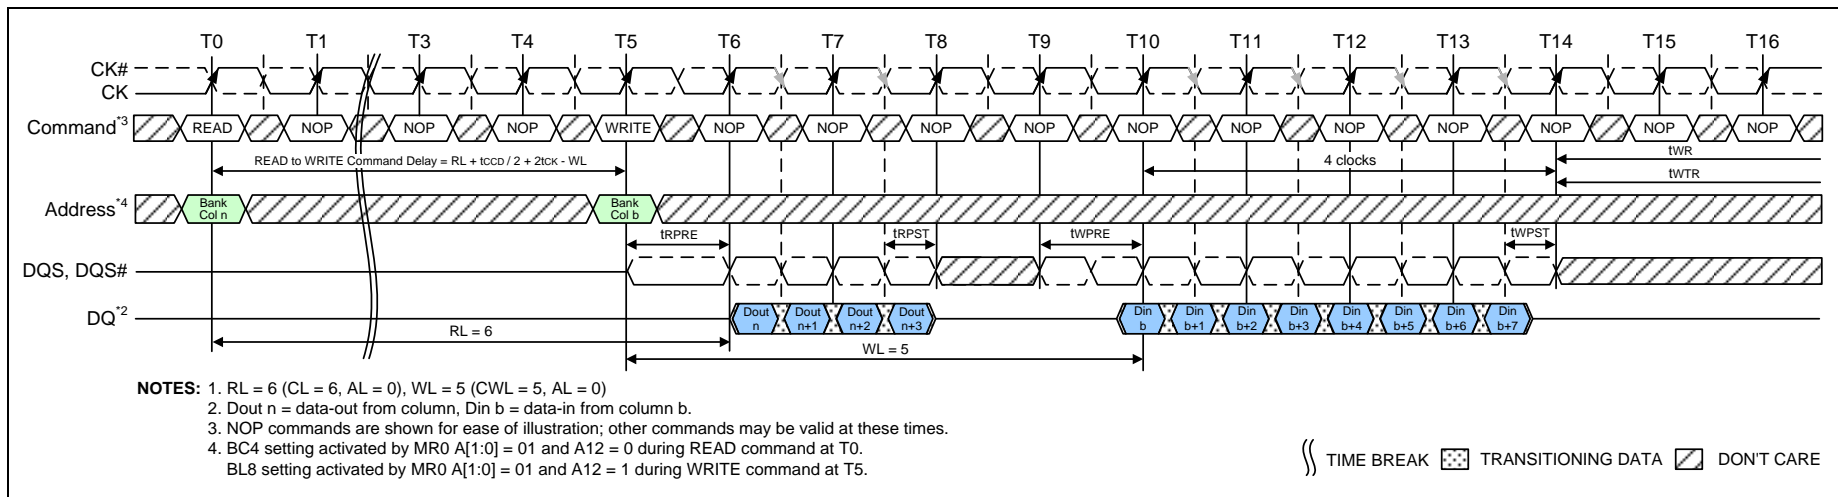 T0 T1 T3 T4 T5 T6 T7 T8 T9 T10 T11 T12 T13 T14 T15 T16
CK#
CK
Command*3 READ NOP NOP NOP WRITE NOP NOP NOP NOP NOP NOP NOP NOP NOP NOP NOP
READ to WRITE Command Delay = RL + tCCD / 2 + 2tCK - WL 4 clocks tWR
tWTR
Address*4 Bank Col n Bank Col b
tRPRE tRPST tWPRE tWPST
DQS, DQS#
DQ*2 Dout n Dout n+1 Dout n+2 Dout n+3 Din b Din b+1 Din b+2 Din b+3 Din b+4 Din b+5 Din b+6 Din b+7
RL = 6
WL = 5
NOTES: 1. RL = 6 (CL = 6, AL = 0), WL = 5 (CWL = 5, AL = 0)
2. Dout n = data-out from column, Din b = data-in from column b.
3. NOP commands are shown for ease of illustration; other commands may be valid at these times.
4. BC4 setting activated by MR0 A[1:0] = 01 and A12 = 0 during READ command at T0.
BL8 setting activated by MR0 A[1:0] = 01 and A12 = 1 during WRITE command at T5.
TIME BREAK TRANSITIONING DATA DON'T CARE